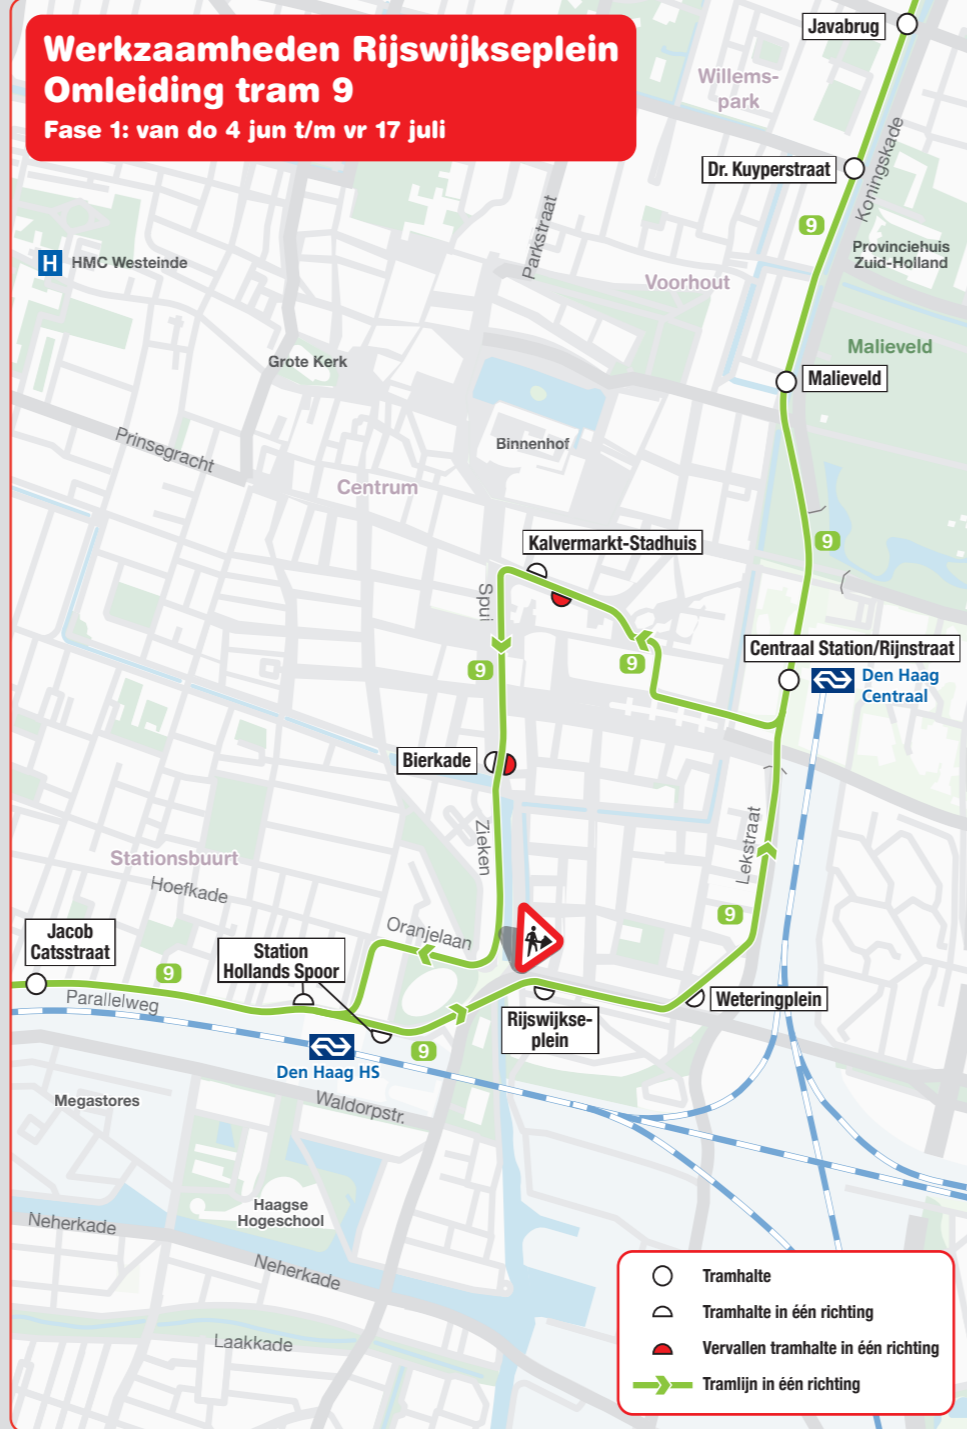 Werkzaamheden Rijswijkseplein
Omleiding tram 9
Fase 1: van do 4 jun t/m vr 17 juli
Javabrug
Willems-
park
Dr. Kuyperstraat
Koningskade
9
Parkstraat
Provinciehuis
Zuid-Holland
H HMC Westeinde
Voorhout
Malieveld
Grote Kerk
Malieveld
Prinsegracht
Binnenhof
Centrum
Kalvermarkt-Stadhuis
9
Spui
9
9
Centraal Station/Rijnstraat
Den Haag
Centraal
Bierkade
Zieken
Lekstraat
Stationsbuurt
Hoefkade
9
Oranjelaan
Jacob
Catsstraat
Station
Hollands Spoor
9
Parallelweg
Weteringplein
Rijswijkse-
plein
9
Den Haag HS
Megastores
Waldorpstr.
Haagse
Hogeschool
Neherkade
Neherkade
Laakkade
Tramhalte
Tramhalte in één richting
Vervallen tramhalte in één richting
Tramlijn in één richting